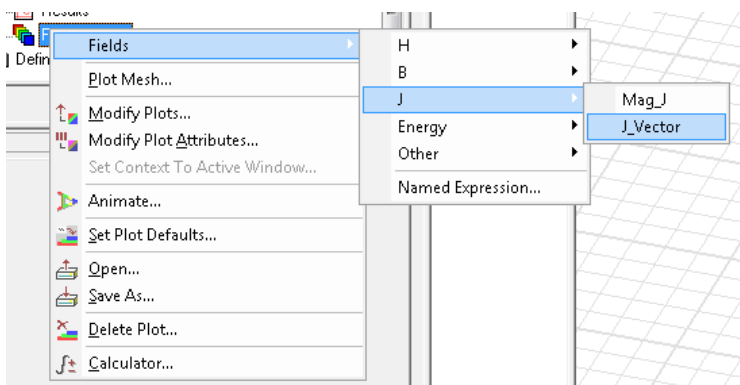 Results
Fields
Plot Mesh...
Modify Plots...
Modify Plot Attributes...
Set Context To Active Window...
Animate...
Set Plot Defaults...
Open...
Save As...
Delete Plot...
Calculator...
H
B
J
Energy
Other
Named Expression...
Mag_J
J_Vector